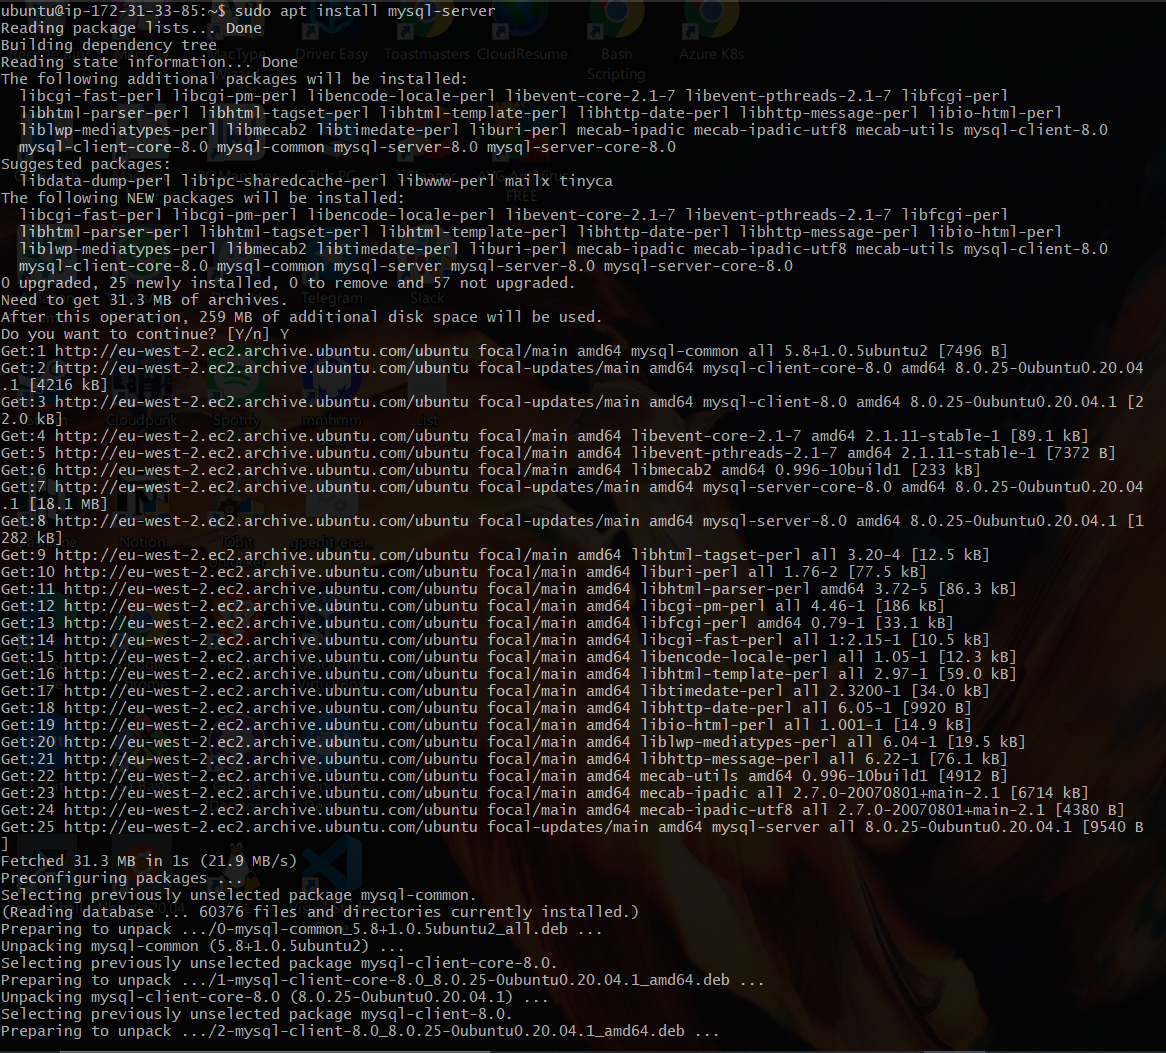 ubuntu@ip-172-31-33-85:~$ sudo apt install mysql-server
Reading package lists... Done
Building dependency tree
Reading state information... Done
The following additional packages will be installed:
  libcgi-fast-perl libcgi-pm-perl libencode-locale-perl libevent-core-2.1-7 libevent-pthreads-2.1-7 libfcgi-perl
  libhtml-parser-perl libhtml-tagset-perl libhtml-template-perl libhttp-date-perl libhttp-message-perl libio-html-perl
  liblwp-mediatypes-perl libmecab2 libtimedate-perl liburi-perl mecab-ipadic mecab-ipadic-utf8 mecab-utils mysql-client-8.0
  mysql-client-core-8.0 mysql-common mysql-server-8.0 mysql-server-core-8.0
Suggested packages:
  libdata-dump-perl libipc-sharedcache-perl libwww-perl mailx tinyca
The following NEW packages will be installed:
  libcgi-fast-perl libcgi-pm-perl libencode-locale-perl libevent-core-2.1-7 libevent-pthreads-2.1-7 libfcgi-perl
  libhtml-parser-perl libhtml-tagset-perl libhtml-template-perl libhttp-date-perl libhttp-message-perl libio-html-perl
  liblwp-mediatypes-perl libmecab2 libtimedate-perl liburi-perl mecab-ipadic mecab-ipadic-utf8 mecab-utils mysql-client-8.0
  mysql-client-core-8.0 mysql-common mysql-server mysql-server-8.0 mysql-server-core-8.0
0 upgraded, 25 newly installed, 0 to remove and 57 not upgraded.
Need to get 31.3 MB of archives.
After this operation, 259 MB of additional disk space will be used.
Do you want to continue? [Y/n] Y
Get:1 http://eu-west-2.ec2.archive.ubuntu.com/ubuntu focal/main amd64 mysql-common all 5.8+1.0.5ubuntu2 [7496 B]
Get:2 http://eu-west-2.ec2.archive.ubuntu.com/ubuntu focal-updates/main amd64 mysql-client-core-8.0 amd64 8.0.25-0ubuntu0.20.04
.1 [4216 kB]
Get:3 http://eu-west-2.ec2.archive.ubuntu.com/ubuntu focal-updates/main amd64 mysql-client-8.0 amd64 8.0.25-0ubuntu0.20.04.1 [2
2.0 kB]
Get:4 http://eu-west-2.ec2.archive.ubuntu.com/ubuntu focal/main amd64 libevent-core-2.1-7 amd64 2.1.11-stable-1 [89.1 kB]
Get:5 http://eu-west-2.ec2.archive.ubuntu.com/ubuntu focal/main amd64 libevent-pthreads-2.1-7 amd64 2.1.11-stable-1 [7372 B]
Get:6 http://eu-west-2.ec2.archive.ubuntu.com/ubuntu focal/main amd64 libmecab2 amd64 0.996-10build1 [233 kB]
Get:7 http://eu-west-2.ec2.archive.ubuntu.com/ubuntu focal-updates/main amd64 mysql-server-core-8.0 amd64 8.0.25-0ubuntu0.20.04
.1 [18.1 MB]
Get:8 http://eu-west-2.ec2.archive.ubuntu.com/ubuntu focal-updates/main amd64 mysql-server-8.0 amd64 8.0.25-0ubuntu0.20.04.1 [1
282 kB]
Get:9 http://eu-west-2.ec2.archive.ubuntu.com/ubuntu focal/main amd64 libhtml-tagset-perl all 3.20-4 [12.5 kB]
Get:10 http://eu-west-2.ec2.archive.ubuntu.com/ubuntu focal/main amd64 liburi-perl all 1.76-2 [77.5 kB]
Get:11 http://eu-west-2.ec2.archive.ubuntu.com/ubuntu focal/main amd64 libhtml-parser-perl amd64 3.72-5 [86.3 kB]
Get:12 http://eu-west-2.ec2.archive.ubuntu.com/ubuntu focal/main amd64 libcgi-pm-perl all 4.46-1 [186 kB]
Get:13 http://eu-west-2.ec2.archive.ubuntu.com/ubuntu focal/main amd64 libfcgi-perl amd64 0.79-1 [33.1 kB]
Get:14 http://eu-west-2.ec2.archive.ubuntu.com/ubuntu focal/main amd64 libcgi-fast-perl all 1:2.15-1 [10.5 kB]
Get:15 http://eu-west-2.ec2.archive.ubuntu.com/ubuntu focal/main amd64 libencode-locale-perl all 1.05-1 [12.3 kB]
Get:16 http://eu-west-2.ec2.archive.ubuntu.com/ubuntu focal/main amd64 libhtml-template-perl all 2.97-1 [59.0 kB]
Get:17 http://eu-west-2.ec2.archive.ubuntu.com/ubuntu focal/main amd64 libtimedate-perl all 2.3200-1 [34.0 kB]
Get:18 http://eu-west-2.ec2.archive.ubuntu.com/ubuntu focal/main amd64 libhttp-date-perl all 6.05-1 [9920 B]
Get:19 http://eu-west-2.ec2.archive.ubuntu.com/ubuntu focal/main amd64 libio-html-perl all 1.001-1 [14.9 kB]
Get:20 http://eu-west-2.ec2.archive.ubuntu.com/ubuntu focal/main amd64 liblwp-mediatypes-perl all 6.04-1 [19.5 kB]
Get:21 http://eu-west-2.ec2.archive.ubuntu.com/ubuntu focal/main amd64 libhttp-message-perl all 6.22-1 [76.1 kB]
Get:22 http://eu-west-2.ec2.archive.ubuntu.com/ubuntu focal/main amd64 mecab-utils amd64 0.996-10build1 [4912 B]
Get:23 http://eu-west-2.ec2.archive.ubuntu.com/ubuntu focal/main amd64 mecab-ipadic all 2.7.0-20070801+main-2.1 [6714 kB]
Get:24 http://eu-west-2.ec2.archive.ubuntu.com/ubuntu focal/main amd64 mecab-ipadic-utf8 all 2.7.0-20070801+main-2.1 [4380 B]
Get:25 http://eu-west-2.ec2.archive.ubuntu.com/ubuntu focal-updates/main amd64 mysql-server all 8.0.25-0ubuntu0.20.04.1 [9540 B
]
Fetched 31.3 MB in 1s (21.9 MB/s)
Preconfiguring packages ...
Selecting previously unselected package mysql-common.
(Reading database ... 60376 files and directories currently installed.)
Preparing to unpack .../0-mysql-common_5.8+1.0.5ubuntu2_all.deb ...
Unpacking mysql-common (5.8+1.0.5ubuntu2) ...
Selecting previously unselected package mysql-client-core-8.0.
Preparing to unpack .../1-mysql-client-core-8.0_8.0.25-0ubuntu0.20.04.1_amd64.deb ...
Unpacking mysql-client-core-8.0 (8.0.25-0ubuntu0.20.04.1) ...
Selecting previously unselected package mysql-client-8.0.
Preparing to unpack .../2-mysql-client-8.0_8.0.25-0ubuntu0.20.04.1_amd64.deb ...
MacType
Driver Easy
Toastmasters
CloudResume
Bash
Scripting
Azure K8s
FREE
Telegram
Slack
Cloudpunk
Spotify
mmhmm
List
Notion